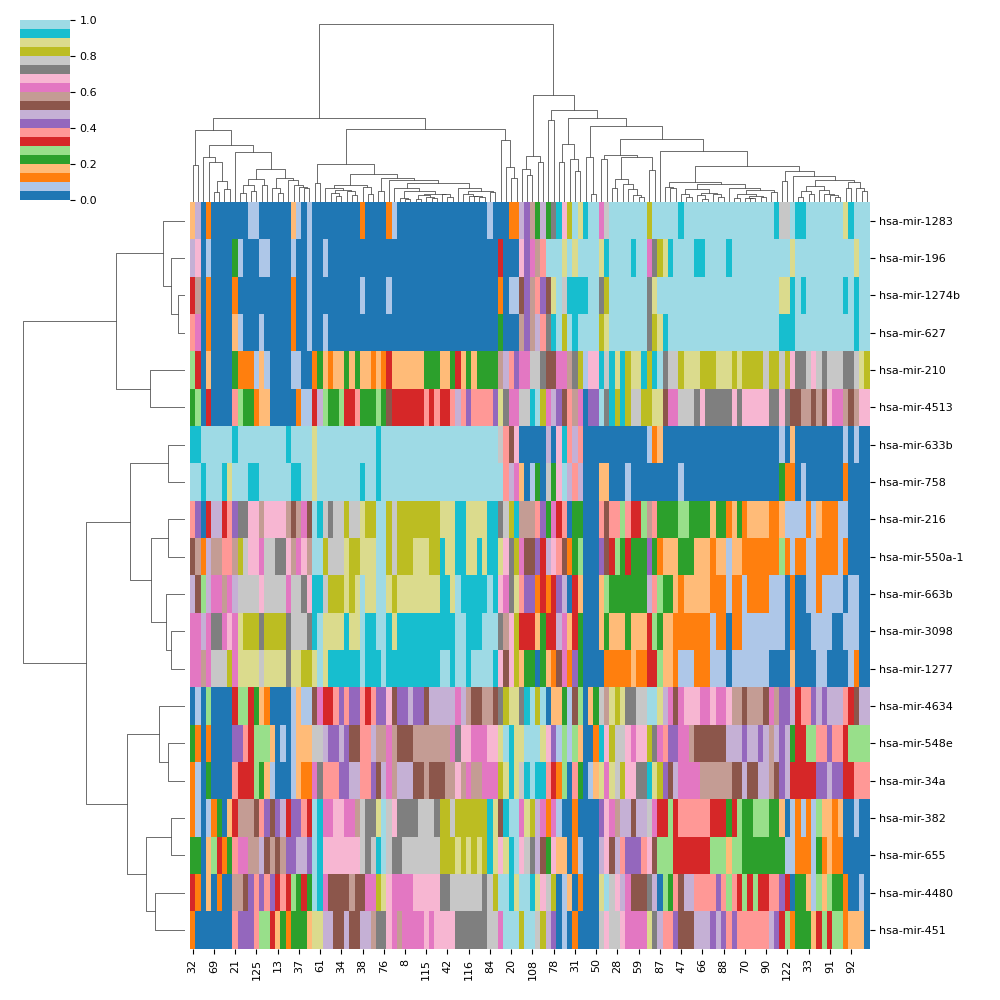 1.0
0.8
0.6
0.4
0.2
0.0
hsa-mir-1283
hsa-mir-196
hsa-mir-1274b
hsa-mir-627
hsa-mir-210
hsa-mir-4513
hsa-mir-633b
hsa-mir-758
hsa-mir-216
hsa-mir-550a-1
hsa-mir-663b
hsa-mir-3098
hsa-mir-1277
hsa-mir-4634
hsa-mir-548e
hsa-mir-34a
hsa-mir-382
hsa-mir-655
hsa-mir-4480
hsa-mir-451
32 69 21 125 13 37 61 34 38 76 8 115 42 116 84 20 108 78 31 50 28 59 87 47 66 88 70 90 122 33 91 92